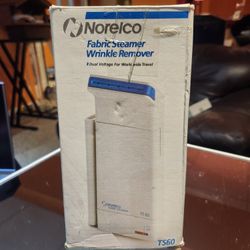 Norelco
Fabric Steamer
Wrinkle Remover
Dual Voltage For Worldwide Travel
TS60